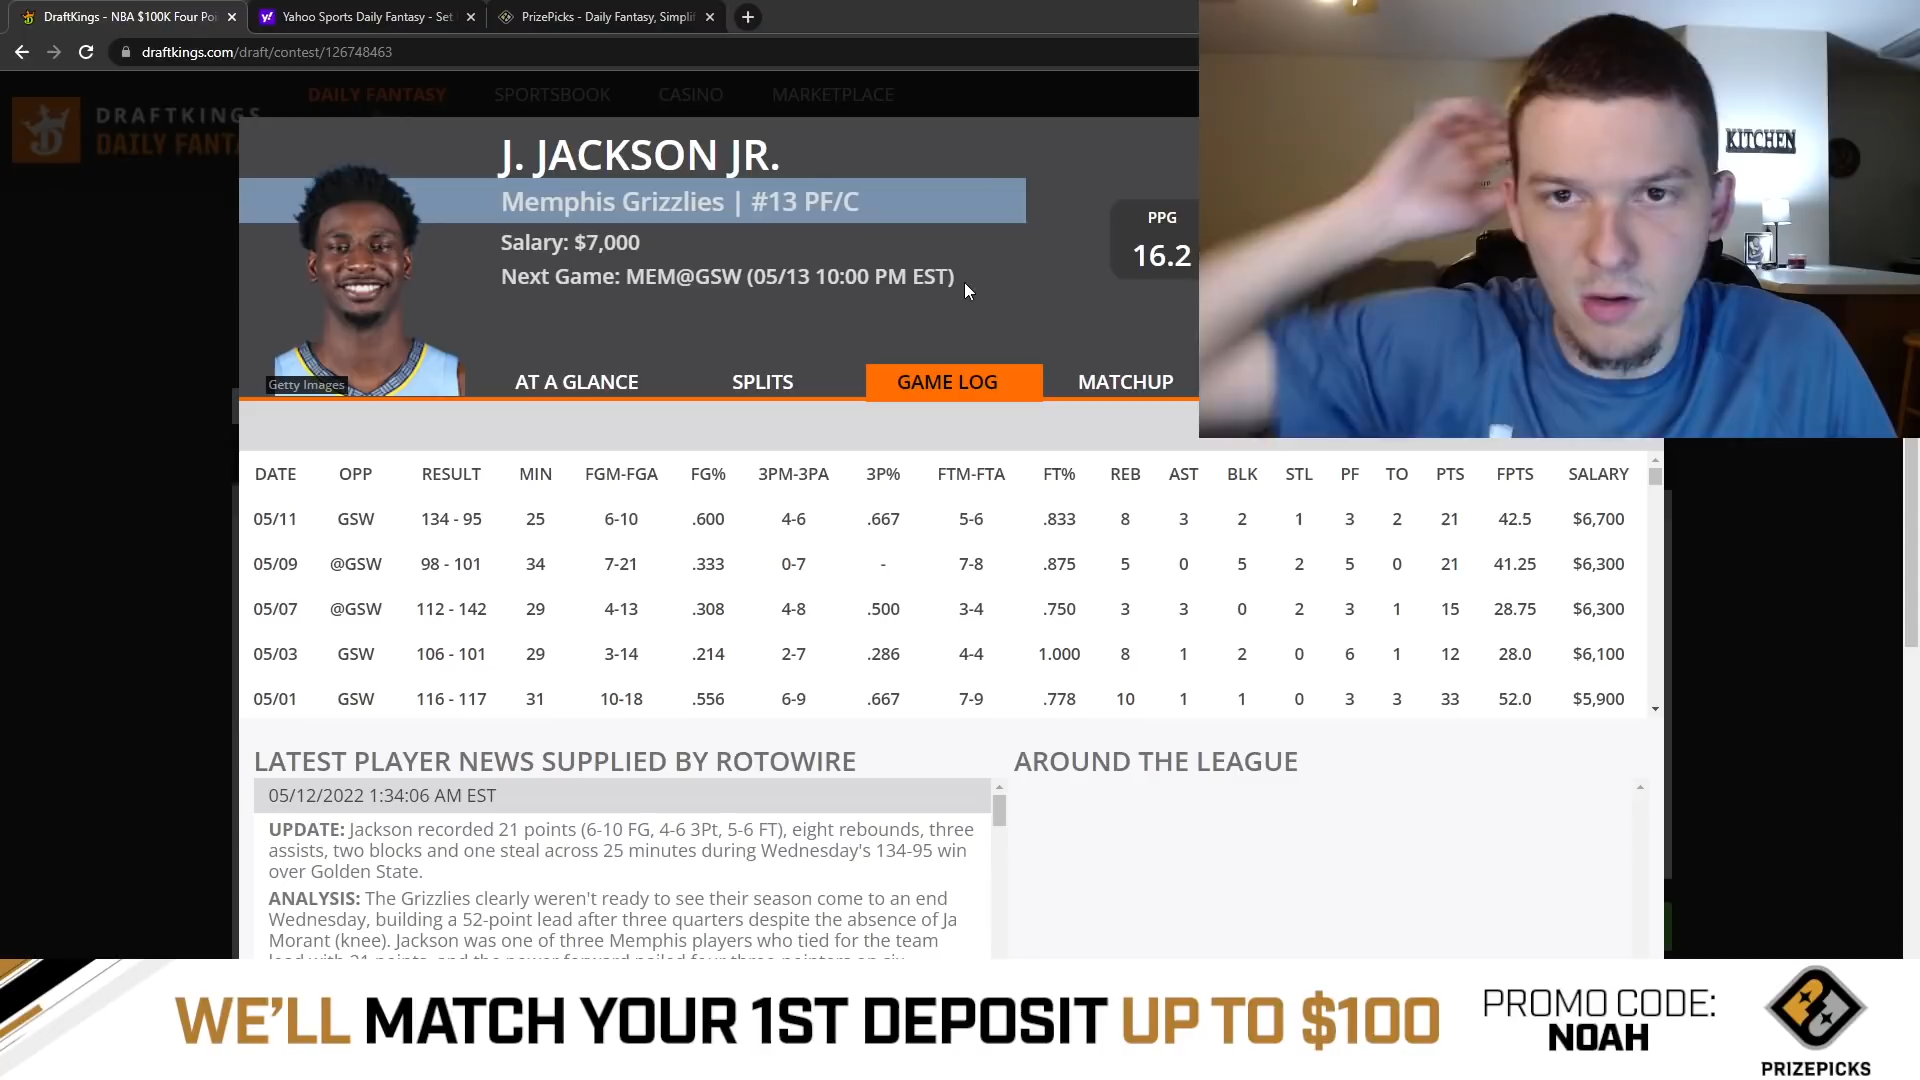 DraftKings - NBA $100K Four Poi
Yahoo Sports Daily Fantasy - Set
PrizePicks - Daily Fantasy, Simplif
draftkings.com/draft/contest/126748463
DAILY FANTASY SPORTSBOOK CASINO MARKETPLACE
DRAFTKINGS
DAILY FANTA
J. JACKSON JR.
Memphis Grizzlies | #13 PF/C
Salary: $7,000
Next Game: MEM@GSW (05/13 10:00 PM EST)
PPG
16.2
KITCHEN
Getty Images
AT A GLANCE SPLITS GAME LOG MATCHUP
DATE OPP RESULT MIN FGM-FGA FG% 3PM-3PA 3P% FTM-FTA FT% REB AST BLK STL PF TO PTS FPTS SALARY
05/11 GSW 134 - 95 25 6-10 .600 4-6 .667 5-6 .833 8 3 2 1 3 2 21 42.5 $6,700
05/09 @GSW 98 - 101 34 7-21 .333 0-7 - 7-8 .875 5 0 5 2 5 0 21 41.25 $6,300
05/07 @GSW 112 - 142 29 4-13 .308 4-8 .500 3-4 .750 3 3 0 2 3 1 15 28.75 $6,300
05/03 GSW 106 - 101 29 3-14 .214 2-7 .286 4-4 1.000 8 1 2 0 6 1 12 28.0 $6,100
05/01 GSW 116 - 117 31 10-18 .556 6-9 .667 7-9 .778 10 1 1 0 3 3 33 52.0 $5,900
LATEST PLAYER NEWS SUPPLIED BY ROTOWIRE
05/12/2022 1:34:06 AM EST
UPDATE: Jackson recorded 21 points (6-10 FG, 4-6 3Pt, 5-6 FT), eight rebounds, three
assists, two blocks and one steal across 25 minutes during Wednesday's 134-95 win
over Golden State.
ANALYSIS: The Grizzlies clearly weren't ready to see their season come to an end
Wednesday, building a 52-point lead after three quarters despite the absence of Ja
Morant (knee). Jackson was one of three Memphis players who tied for the team
AROUND THE LEAGUE
WE'LL MATCH YOUR 1ST DEPOSIT UP TO $100
PROMO CODE:
NOAH
PRIZEPICKS